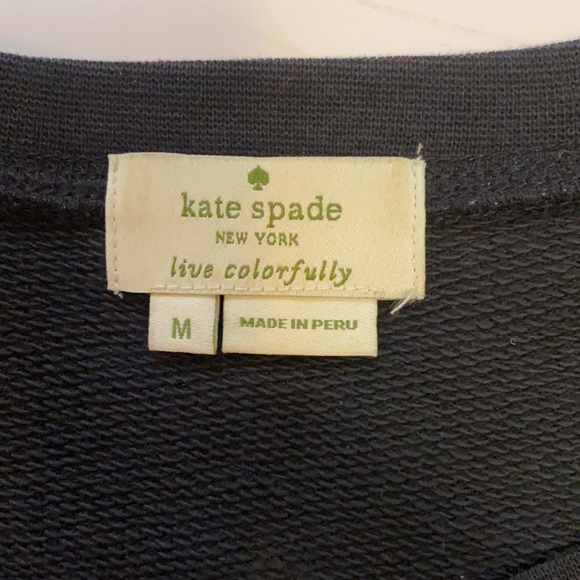 kate spade
NEW YORK
live colorfully
M
MADE IN PERU